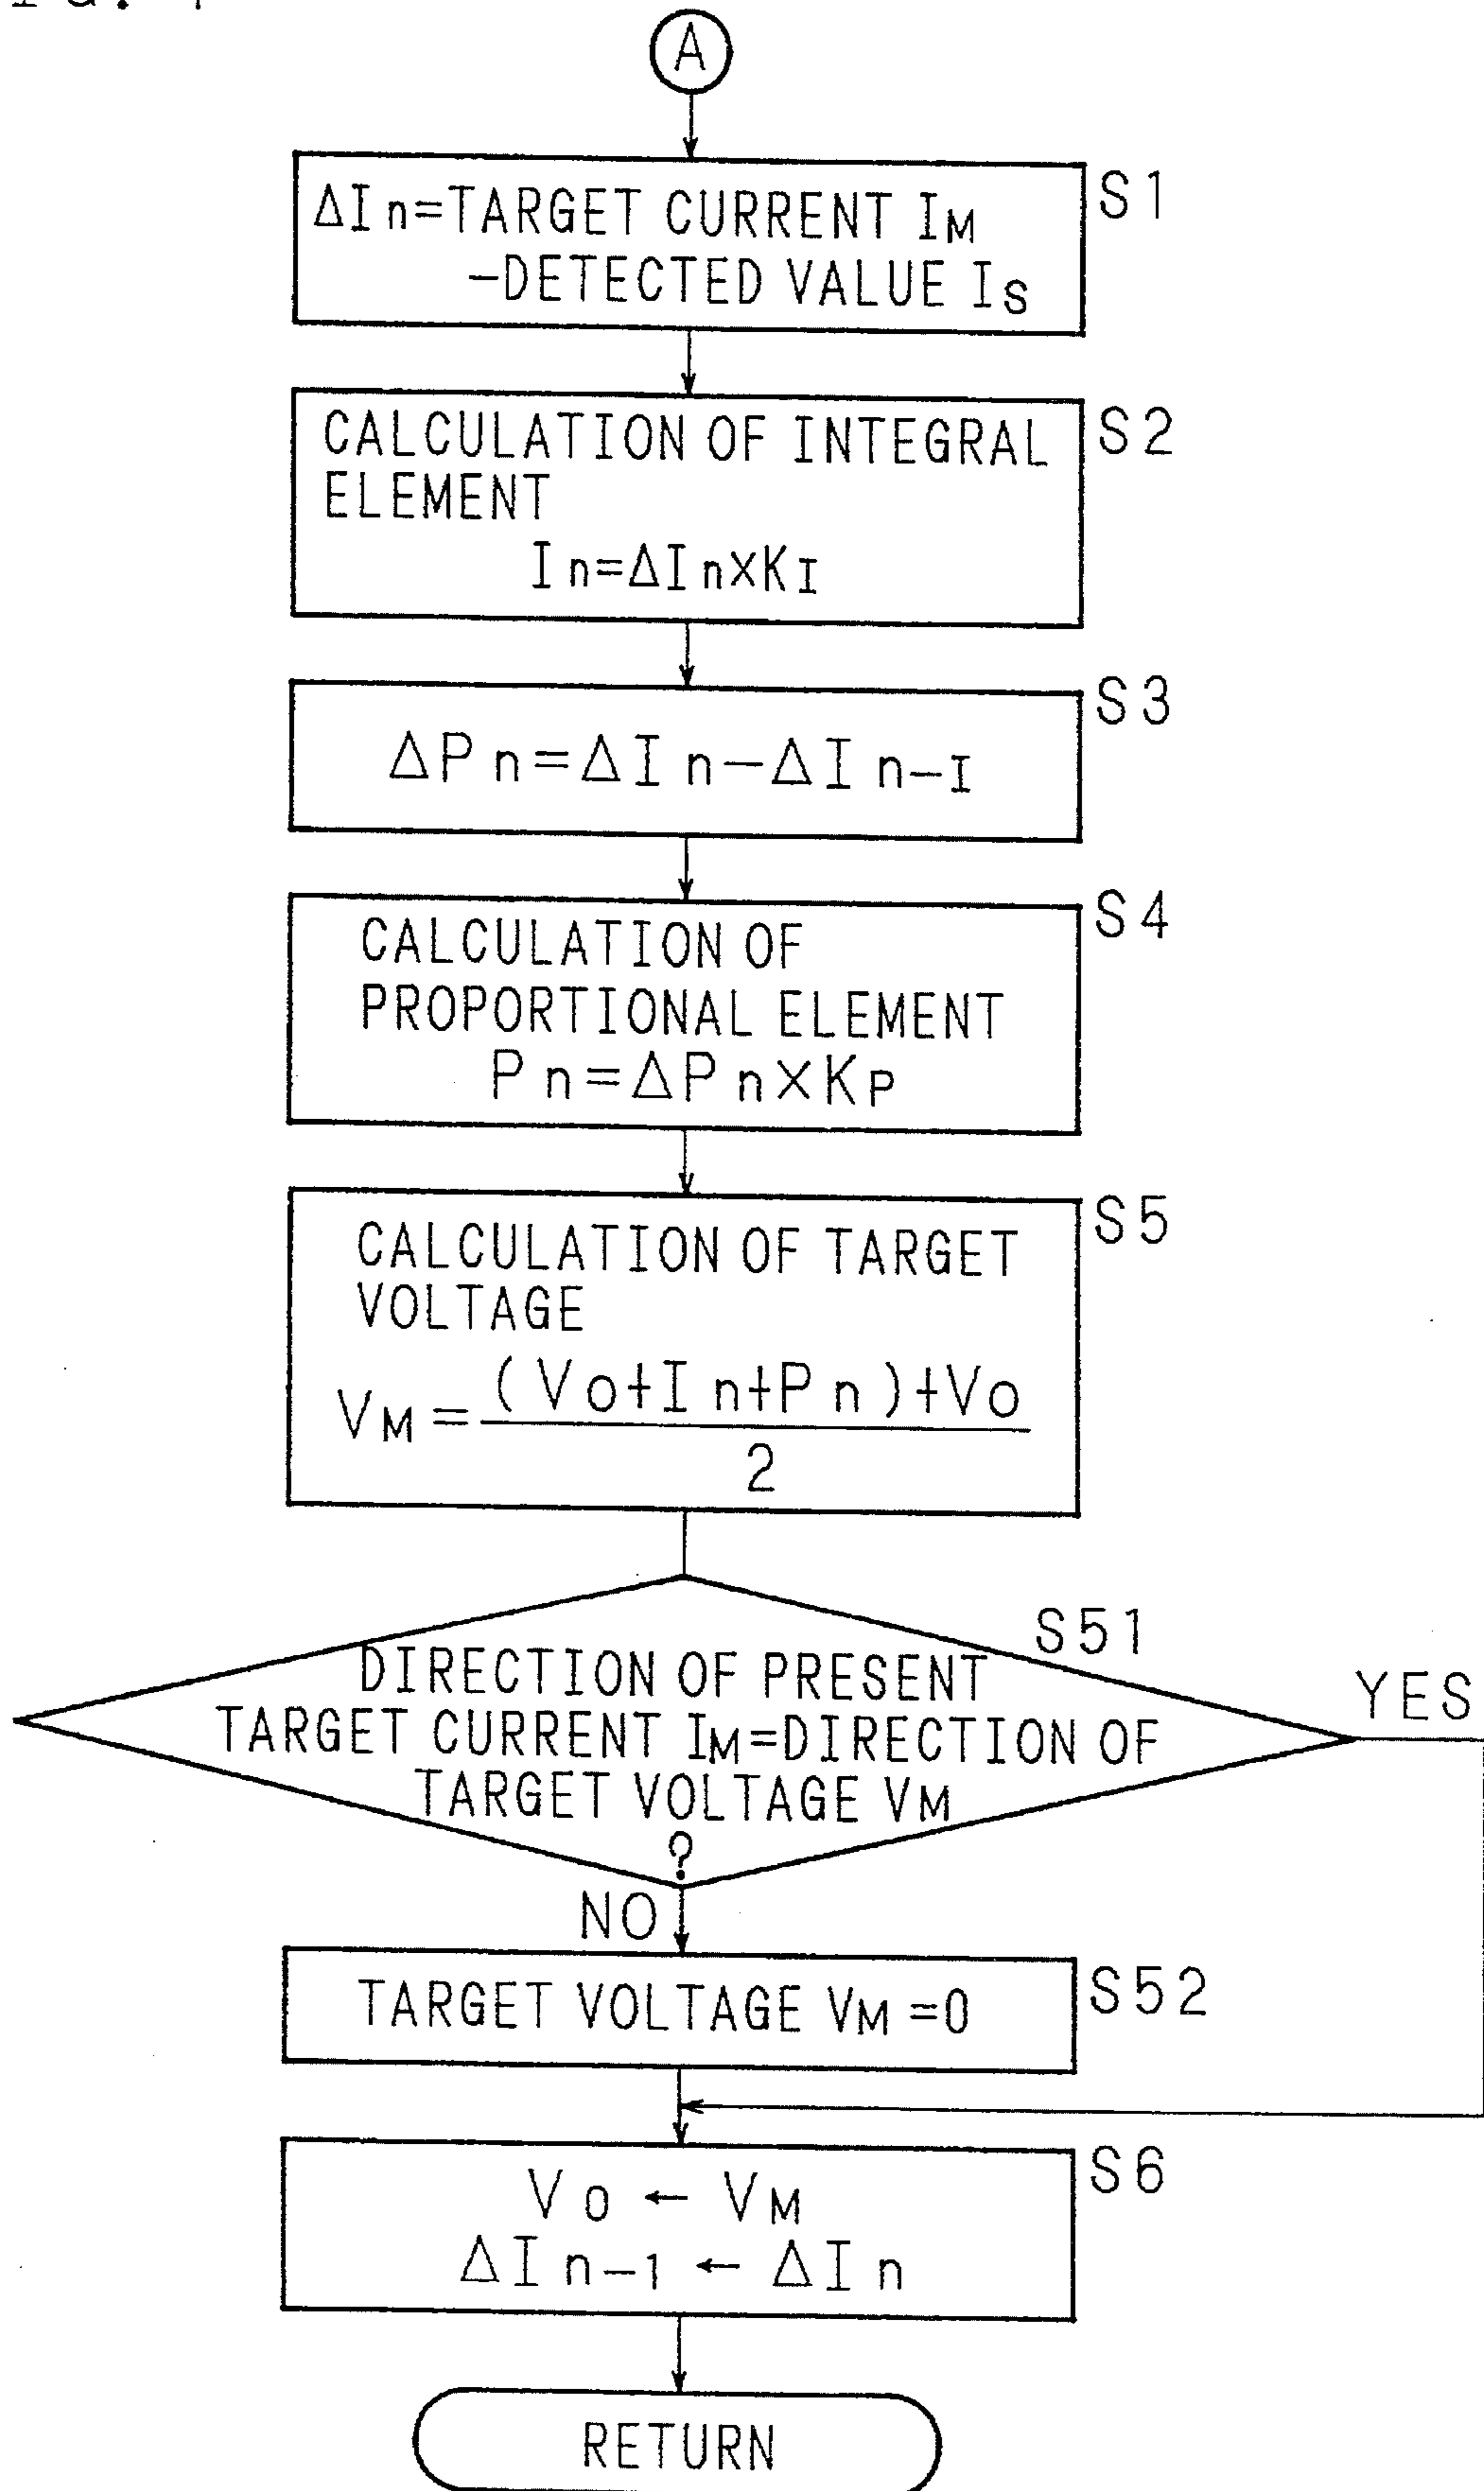 A
S1
ΔIn=TARGET CURRENT IM
-DETECTED VALUE IS
S2
CALCULATION OF INTEGRAL
ELEMENT
In=ΔIn×KI
S3
ΔPn=ΔIn-ΔIn-I
S4
CALCULATION OF
PROPORTIONAL ELEMENT
Pn=ΔPn×KP
S5
CALCULATION OF TARGET
VOLTAGE
VM=(VO+In+Pn)+VO
2
S51
DIRECTION OF PRESENT
TARGET CURRENT IM=DIRECTION OF
TARGET VOLTAGE VM
?
YES
NO
S52
TARGET VOLTAGE VM=0
S6
VO ← VM
ΔIn-1 ← ΔIn
RETURN